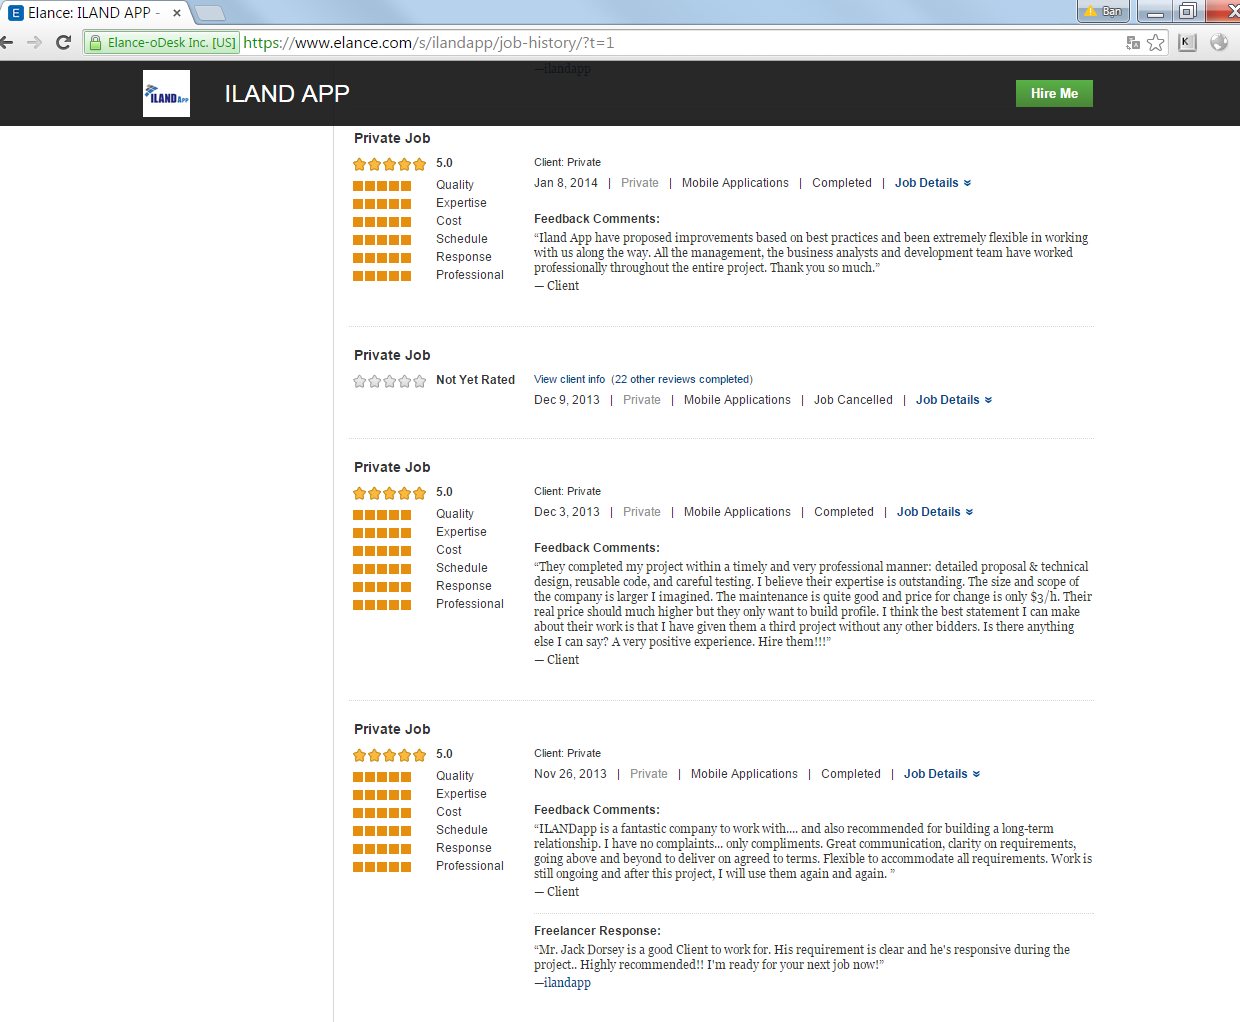 Elance: ILAND APP -
Bạn
Elance-oDesk Inc. [US] https://www.elance.com/s/ilandapp/job-history/?t=1
—ilandapp
ILAND App
ILAND APP
Hire Me
Private Job
5.0
Client: Private
Jan 8, 2014 | Private | Mobile Applications | Completed | Job Details
Quality
Expertise
Cost
Schedule
Response
Professional
Feedback Comments:
“Iland App have proposed improvements based on best practices and been extremely flexible in working
with us along the way. All the management, the business analysts and development team have worked
professionally throughout the entire project. Thank you so much.”
— Client
Private Job
Not Yet Rated
View client info (22 other reviews completed)
Dec 9, 2013 | Private | Mobile Applications | Job Cancelled | Job Details
Private Job
5.0
Client: Private
Dec 3, 2013 | Private | Mobile Applications | Completed | Job Details
Quality
Expertise
Cost
Schedule
Response
Professional
Feedback Comments:
“They completed my project within a timely and very professional manner: detailed proposal & technical
design, reusable code, and careful testing. I believe their expertise is outstanding. The size and scope of
the company is larger I imagined. The maintenance is quite good and price for change is only $3/h. Their
real price should much higher but they only want to build profile. I think the best statement I can make
about their work is that I have given them a third project without any other bidders. Is there anything
else I can say? A very positive experience. Hire them!!!”
— Client
Private Job
5.0
Client: Private
Nov 26, 2013 | Private | Mobile Applications | Completed | Job Details
Quality
Expertise
Cost
Schedule
Response
Professional
Feedback Comments:
“ILANDapp is a fantastic company to work with.... and also recommended for building a long-term
relationship. I have no complaints... only compliments. Great communication, clarity on requirements,
going above and beyond to deliver on agreed to terms. Flexible to accommodate all requirements. Work is
still ongoing and after this project, I will use them again and again. ”
— Client
Freelancer Response:
“Mr. Jack Dorsey is a good Client to work for. His requirement is clear and he's responsive during the
project.. Highly recommended!! I'm ready for your next job now!”
—ilandapp